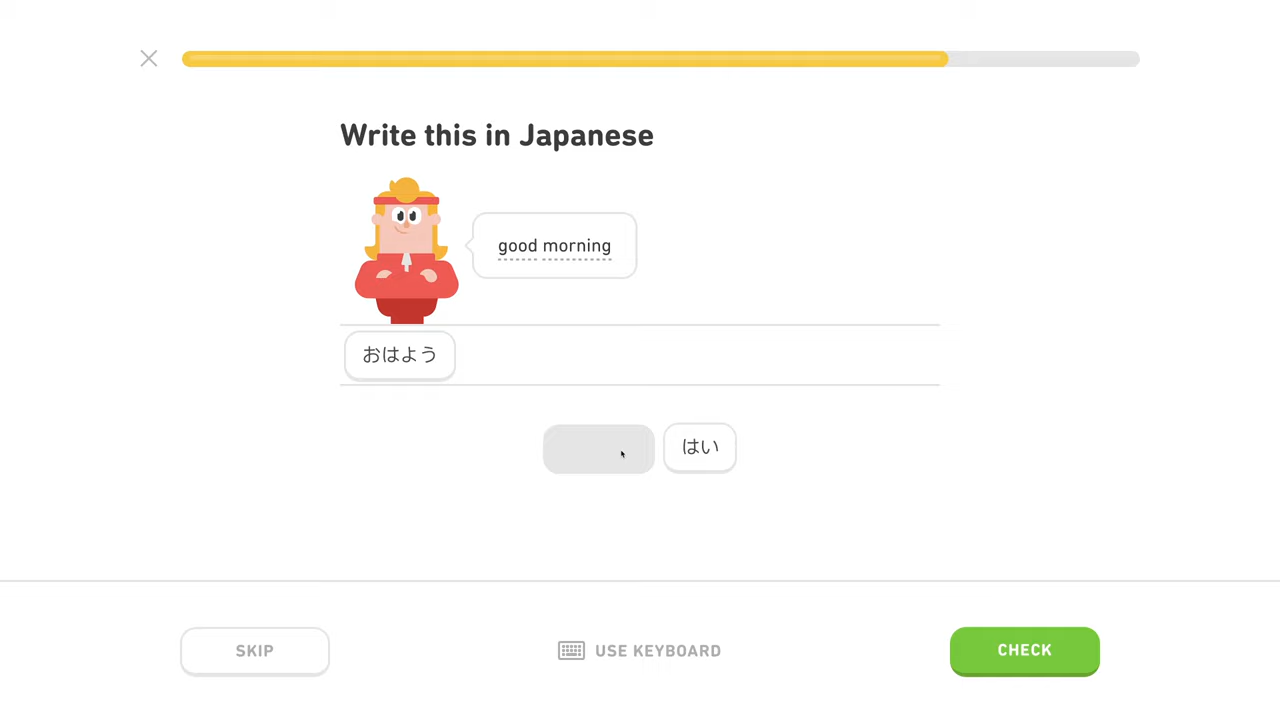 Write this in Japanese
good morning
おはよう
はい
SKIP
USE KEYBOARD
CHECK